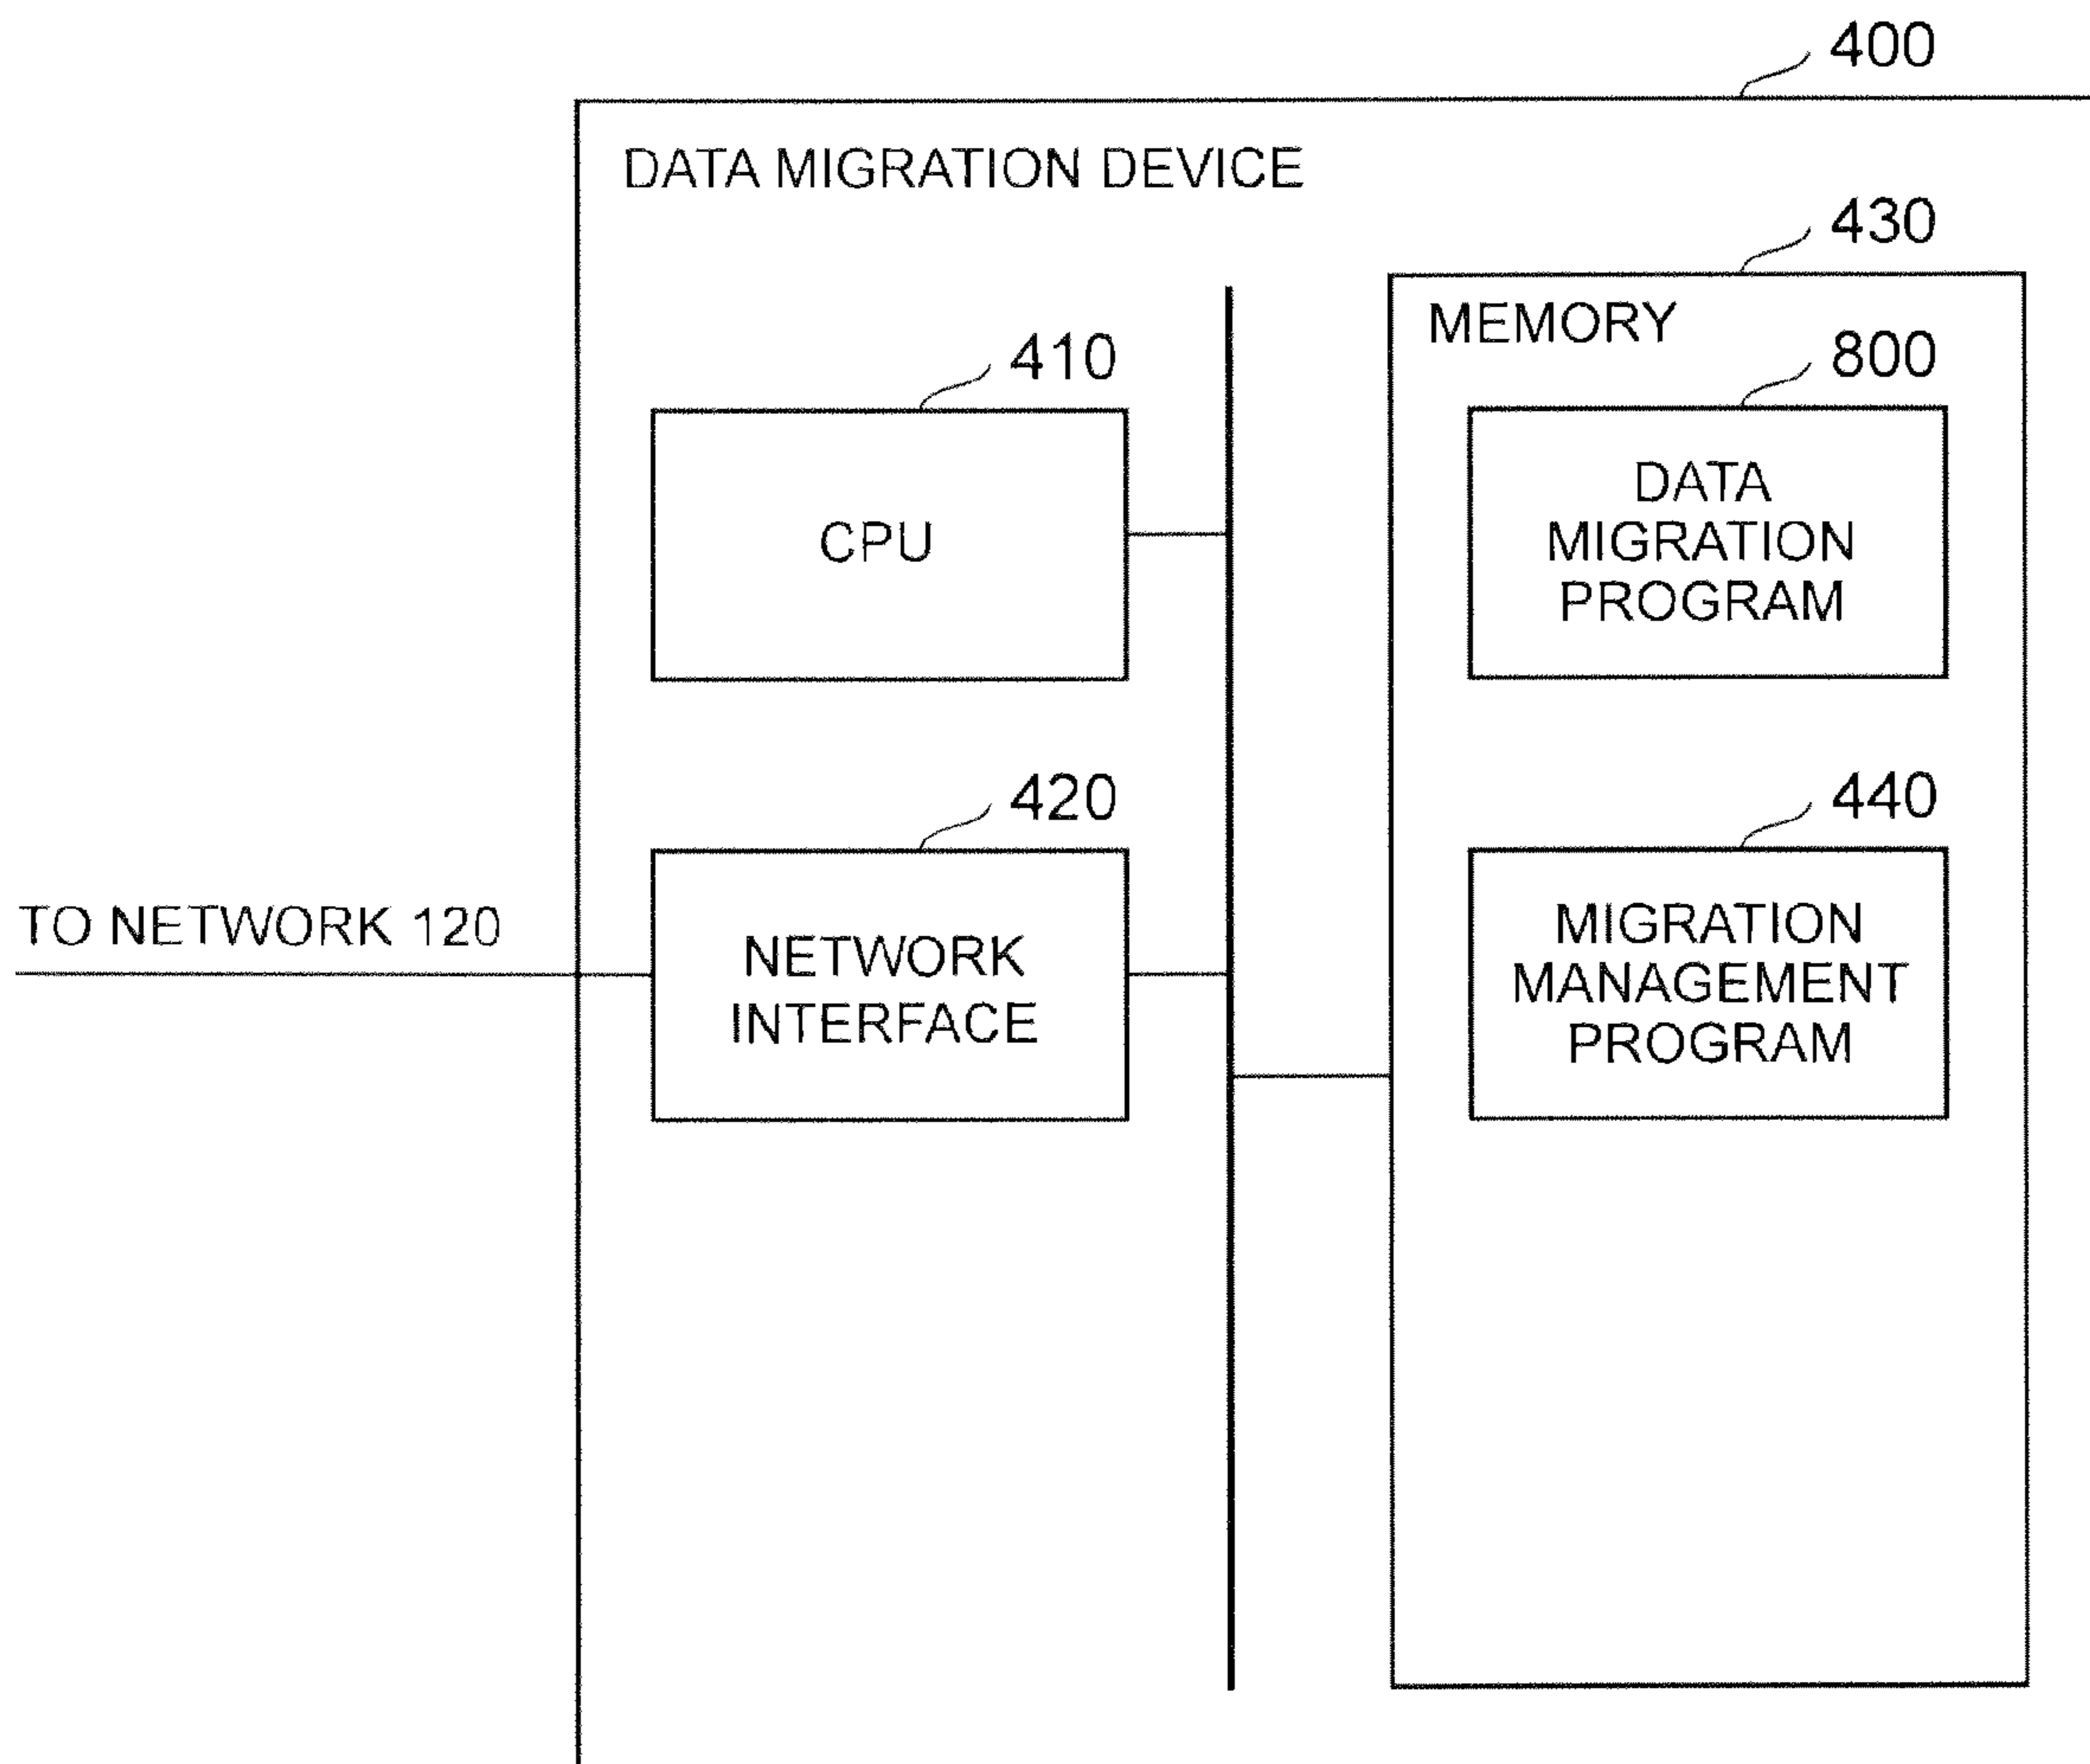 400
DATA MIGRATION DEVICE
430
MEMORY
410
800
CPU
DATA
MIGRATION
PROGRAM
420
440
TO NETWORK 120
NETWORK
INTERFACE
MIGRATION
MANAGEMENT
PROGRAM